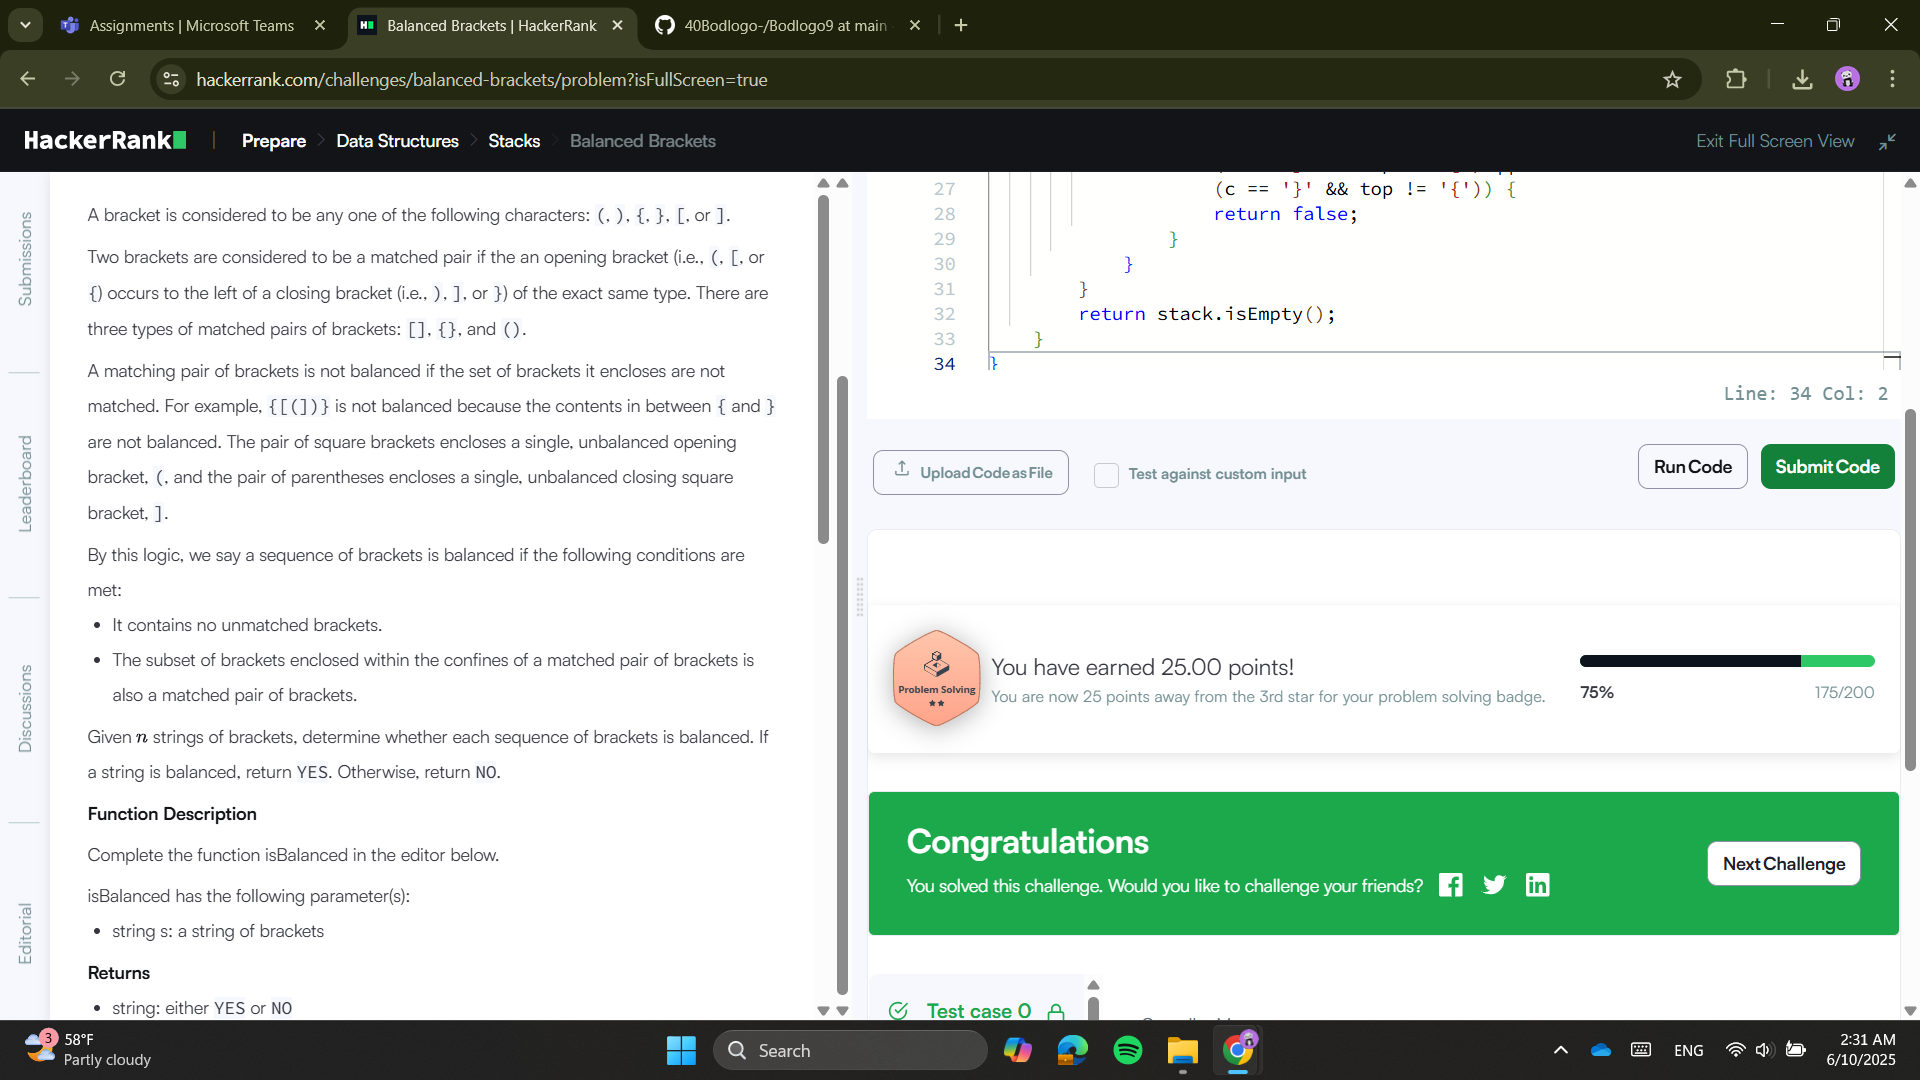 Assignments | Microsoft Teams
Balanced Brackets | HackerRank
40Bodlogo-/Bodlogo9 at main
hackerrank.com/challenges/balanced-brackets/problem?isFullScreen=true
HackerRank
Prepare
Data Structures
Stacks
Balanced Brackets
Exit Full Screen View
Submissions
Leaderboard
Discussions
Editorial
A bracket is considered to be any one of the following characters: (, ), {, }, [, or ].
Two brackets are considered to be a matched pair if the an opening bracket (i.e., (, [, or
{) occurs to the left of a closing bracket (i.e., ), ], or }) of the exact same type. There are
three types of matched pairs of brackets: [], {}, and ().
A matching pair of brackets is not balanced if the set of brackets it encloses are not
matched. For example, {[(])} is not balanced because the contents in between { and }
are not balanced. The pair of square brackets encloses a single, unbalanced opening
bracket, (, and the pair of parentheses encloses a single, unbalanced closing square
bracket, ].
By this logic, we say a sequence of brackets is balanced if the following conditions are
met:
• It contains no unmatched brackets.
• The subset of brackets enclosed within the confines of a matched pair of brackets is
also a matched pair of brackets.
Given n strings of brackets, determine whether each sequence of brackets is balanced. If
a string is balanced, return YES. Otherwise, return NO.
Function Description
Complete the function isBalanced in the editor below.
isBalanced has the following parameter(s):
• string s: a string of brackets
Returns
• string: either YES or NO
27 (c == '}' && top != '{')) {
28 return false;
29 }
30 }
31 }
32 return stack.isEmpty();
33 }
34 }
Line: 34 Col: 2
Upload Code as File
Test against custom input
Run Code
Submit Code
Problem Solving
You have earned 25.00 points!
You are now 25 points away from the 3rd star for your problem solving badge.
75%
175/200
Congratulations
You solved this challenge. Would you like to challenge your friends?
Next Challenge
Test case 0
3
58°F
Partly cloudy
Search
ENG
2:31 AM
6/10/2025